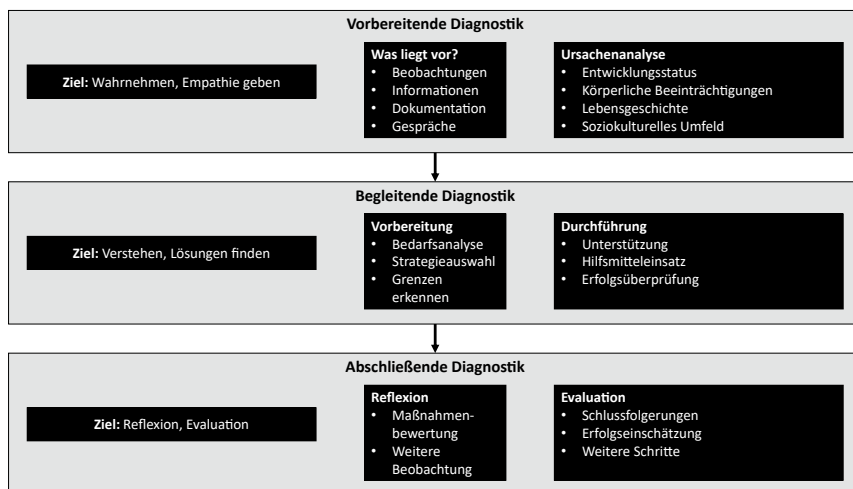 Vorbereitende Diagnostik
Ziel: Wahrnehmen, Empathie geben
Was liegt vor?
• Beobachtungen
• Informationen
• Dokumentation
• Gespräche
Ursachenanalyse
• Entwicklungsstatus
• Körperliche Beeinträchtigungen
• Lebensgeschichte
• Soziokulturelles Umfeld
Begleitende Diagnostik
Ziel: Verstehen, Lösungen finden
Vorbereitung
• Bedarfsanalyse
• Strategieauswahl
• Grenzen
erkennen
Durchführung
• Unterstützung
• Hilfsmitteleinsatz
• Erfolgsüberprüfung
Abschließende Diagnostik
Ziel: Reflexion, Evaluation
Reflexion
• Maßnahmen-
bewertung
• Weitere
Beobachtung
Evaluation
• Schlussfolgerungen
• Erfolgseinschätzung
• Weitere Schritte